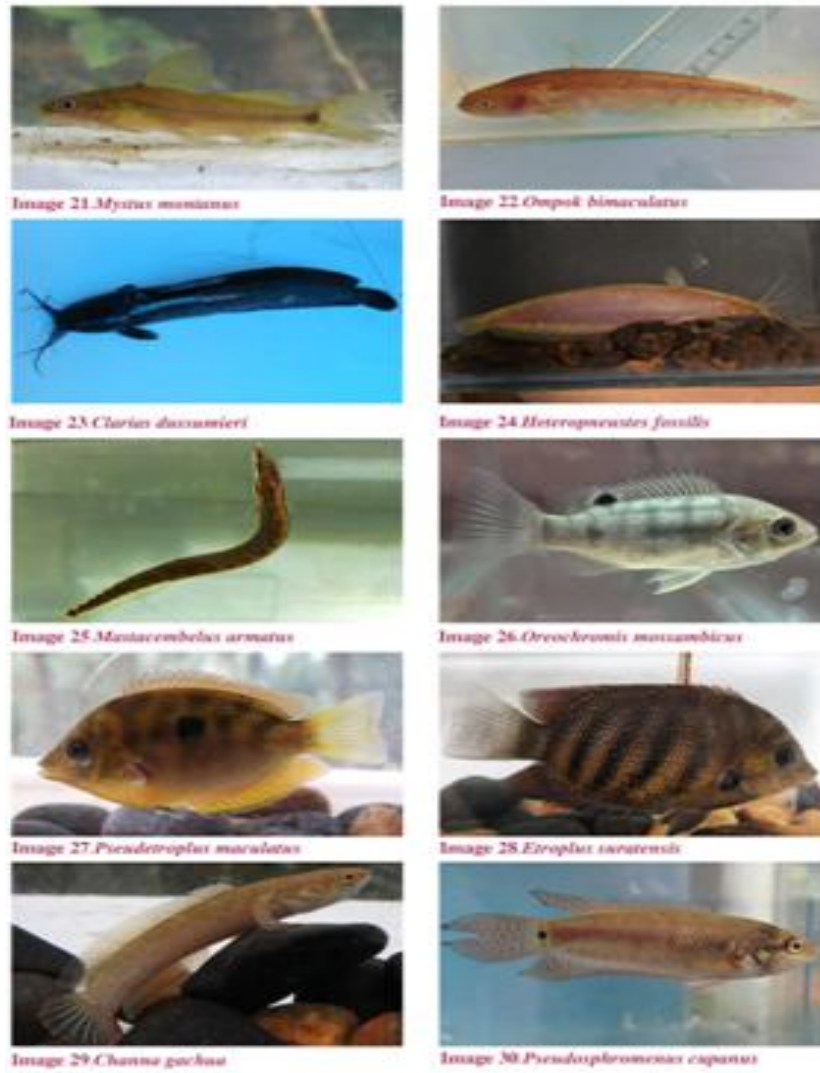 Image 21.Mystus monianus
Image 22.Ompok bimaculatus
Image 23.Clarias dussumieri
Image 24.Heteropneustes fossilis
Image 25.Mastacembelus armatus
Image 26.Oreochromis mossambicus
Image 27.Pseudetroplus maculatus
Image 28.Etroplus suratensis
Image 29.Channa gachua
Image 30.Pseudosphromenus cupanus